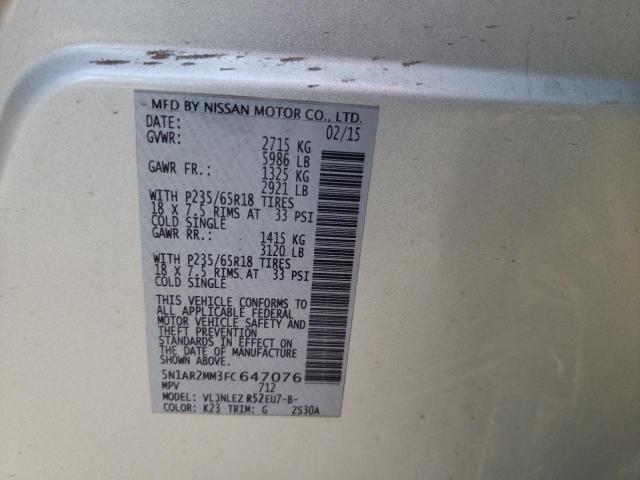 MFD BY NISSAN MOTOR CO., LTD.
DATE: 02/15
GVWR: 2715 KG
5986 LB
GAWR FR.: 1325 KG
2921 LB
WITH P235/65R18 TIRES
18 X 7.5 RIMS AT 33 PSI
COLD SINGLE
GAWR RR.: 1415 KG
3120 LB
WITH P235/65R18 TIRES
18 X 7.5 RIMS AT 33 PSI
COLD SINGLE
THIS VEHICLE CONFORMS TO
ALL APPLICABLE FEDERAL
MOTOR VEHICLE SAFETY AND
THEFT PREVENTION
STANDARDS IN EFFECT ON
THE DATE OF MANUFACTURE
SHOWN ABOVE.
5N1AR2MM3FC647076
MPV 712
MODEL: VLJNLEZ R52EU7-B-
COLOR: K23 TRIM: G ZS30A